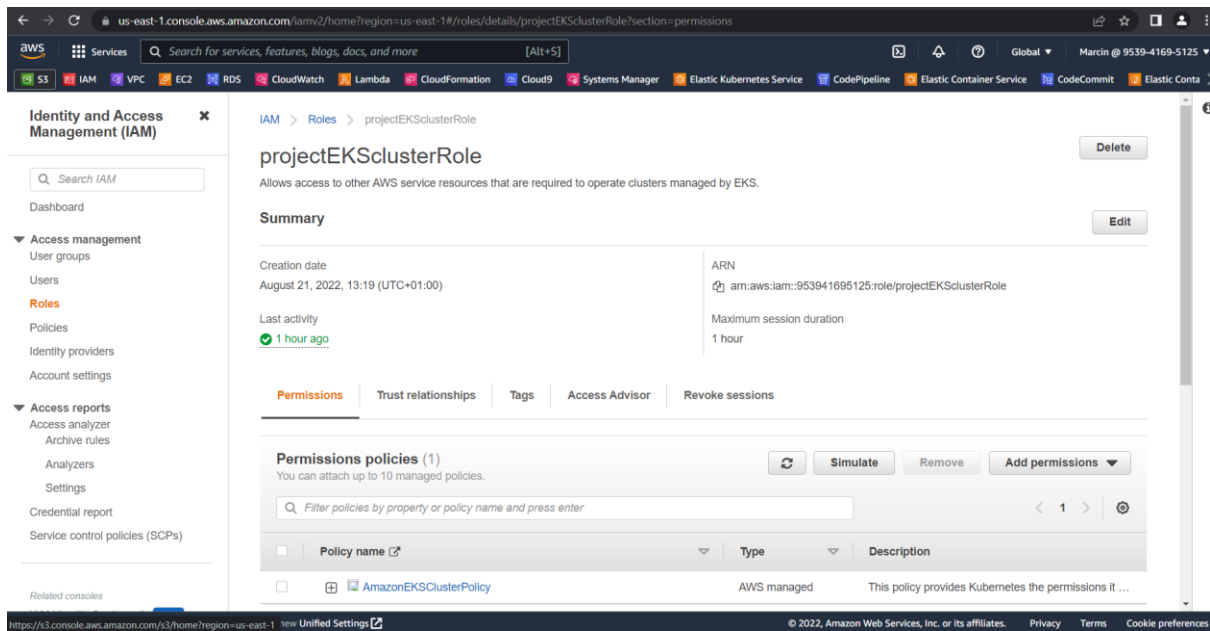 us-east-1.console.aws.amazon.com/iamv2/home?region=us-east-1#/roles/details/projectEKSclusterRole?section=permissions
aws Services Search for services, features, blogs, docs, and more [Alt+S] Global Marcin @ 9539-4169-5125
S3 IAM VPC EC2 RDS CloudWatch Lambda CloudFormation Cloud9 Systems Manager Elastic Kubernetes Service CodePipeline Elastic Container Service CodeCommit Elastic Conta
Identity and Access
Management (IAM)
Search IAM
Dashboard
Access management
User groups
Users
Roles
Policies
Identity providers
Account settings
Access reports
Access analyzer
Archive rules
Analyzers
Settings
Credential report
Service control policies (SCPs)
Related consoles
IAM > Roles > projectEKSclusterRole
projectEKSclusterRole
Delete
Allows access to other AWS service resources that are required to operate clusters managed by EKS.
Summary
Edit
Creation date
August 21, 2022, 13:19 (UTC+01:00)
ARN
arn:aws:iam::953941695125:role/projectEKSclusterRole
Last activity
1 hour ago
Maximum session duration
1 hour
Permissions Trust relationships Tags Access Advisor Revoke sessions
Permissions policies (1)
You can attach up to 10 managed policies.
Simulate Remove Add permissions
Filter policies by property or policy name and press enter
1
Policy name Type Description
AmazonEKSClusterPolicy AWS managed This policy provides Kubernetes the permissions it …
https://s3.console.aws.amazon.com/s3/home?region=us-east-1 new Unified Settings © 2022, Amazon Web Services, Inc. or its affiliates. Privacy Terms Cookie preferences